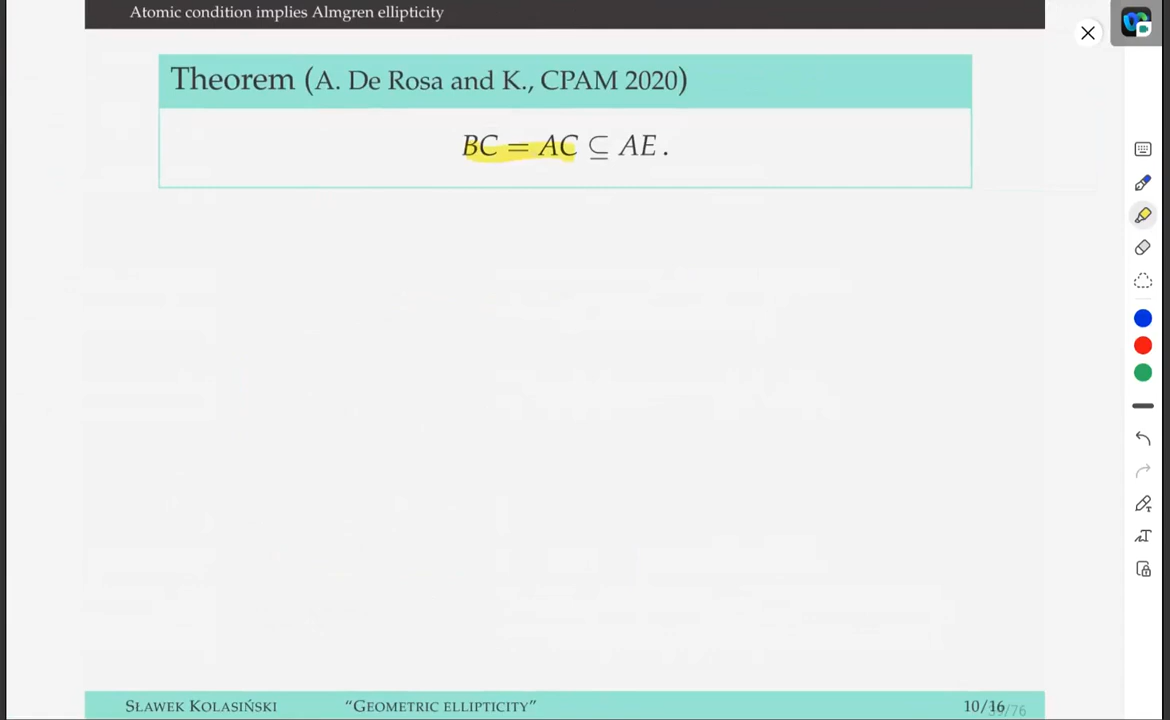 Atomic condition implies Almgren ellipticity
Theorem (A. De Rosa and K., CPAM 2020)
BC = AC ⊆ AE .
SŁAWEK KOLASIŃSKI “GEOMETRIC ELLIPTICITY” 10/16